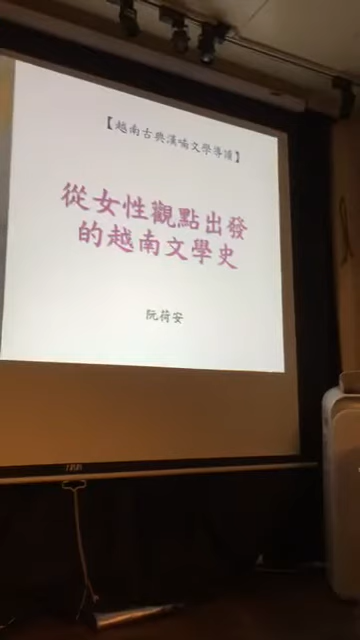 【越南古典漢喃文學導讀】
從女性觀點出發
的越南文學史
阮荷安